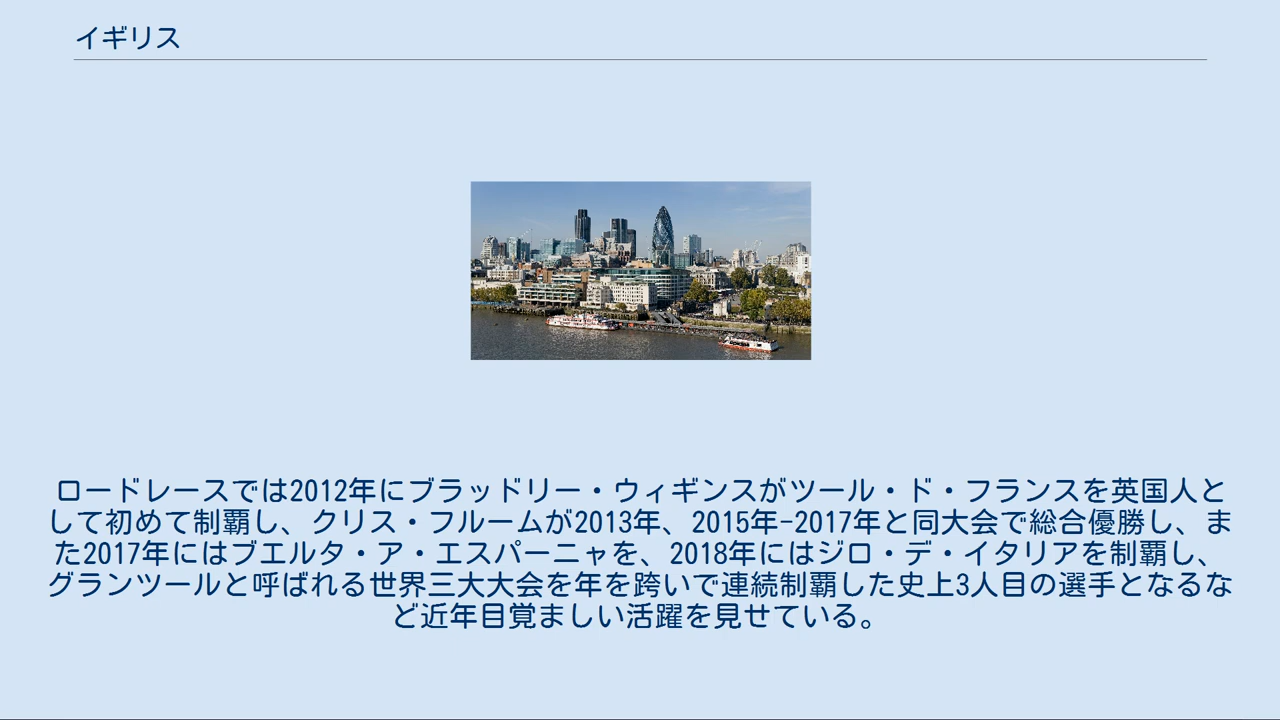 イギリス
ロードレースでは2012年にブラッドリー・ウィギンスがツール・ド・フランスを英国人と
して初めて制覇し、クリス・フルームが2013年、2015年-2017年と同大会で総合優勝し、ま
た2017年にはブエルタ・ア・エスパーニャを、2018年にはジロ・デ・イタリアを制覇し、
グランツールと呼ばれる世界三大大会を年を跨いで連続制覇した史上3人目の選手となるな
ど近年目覚ましい活躍を見せている。